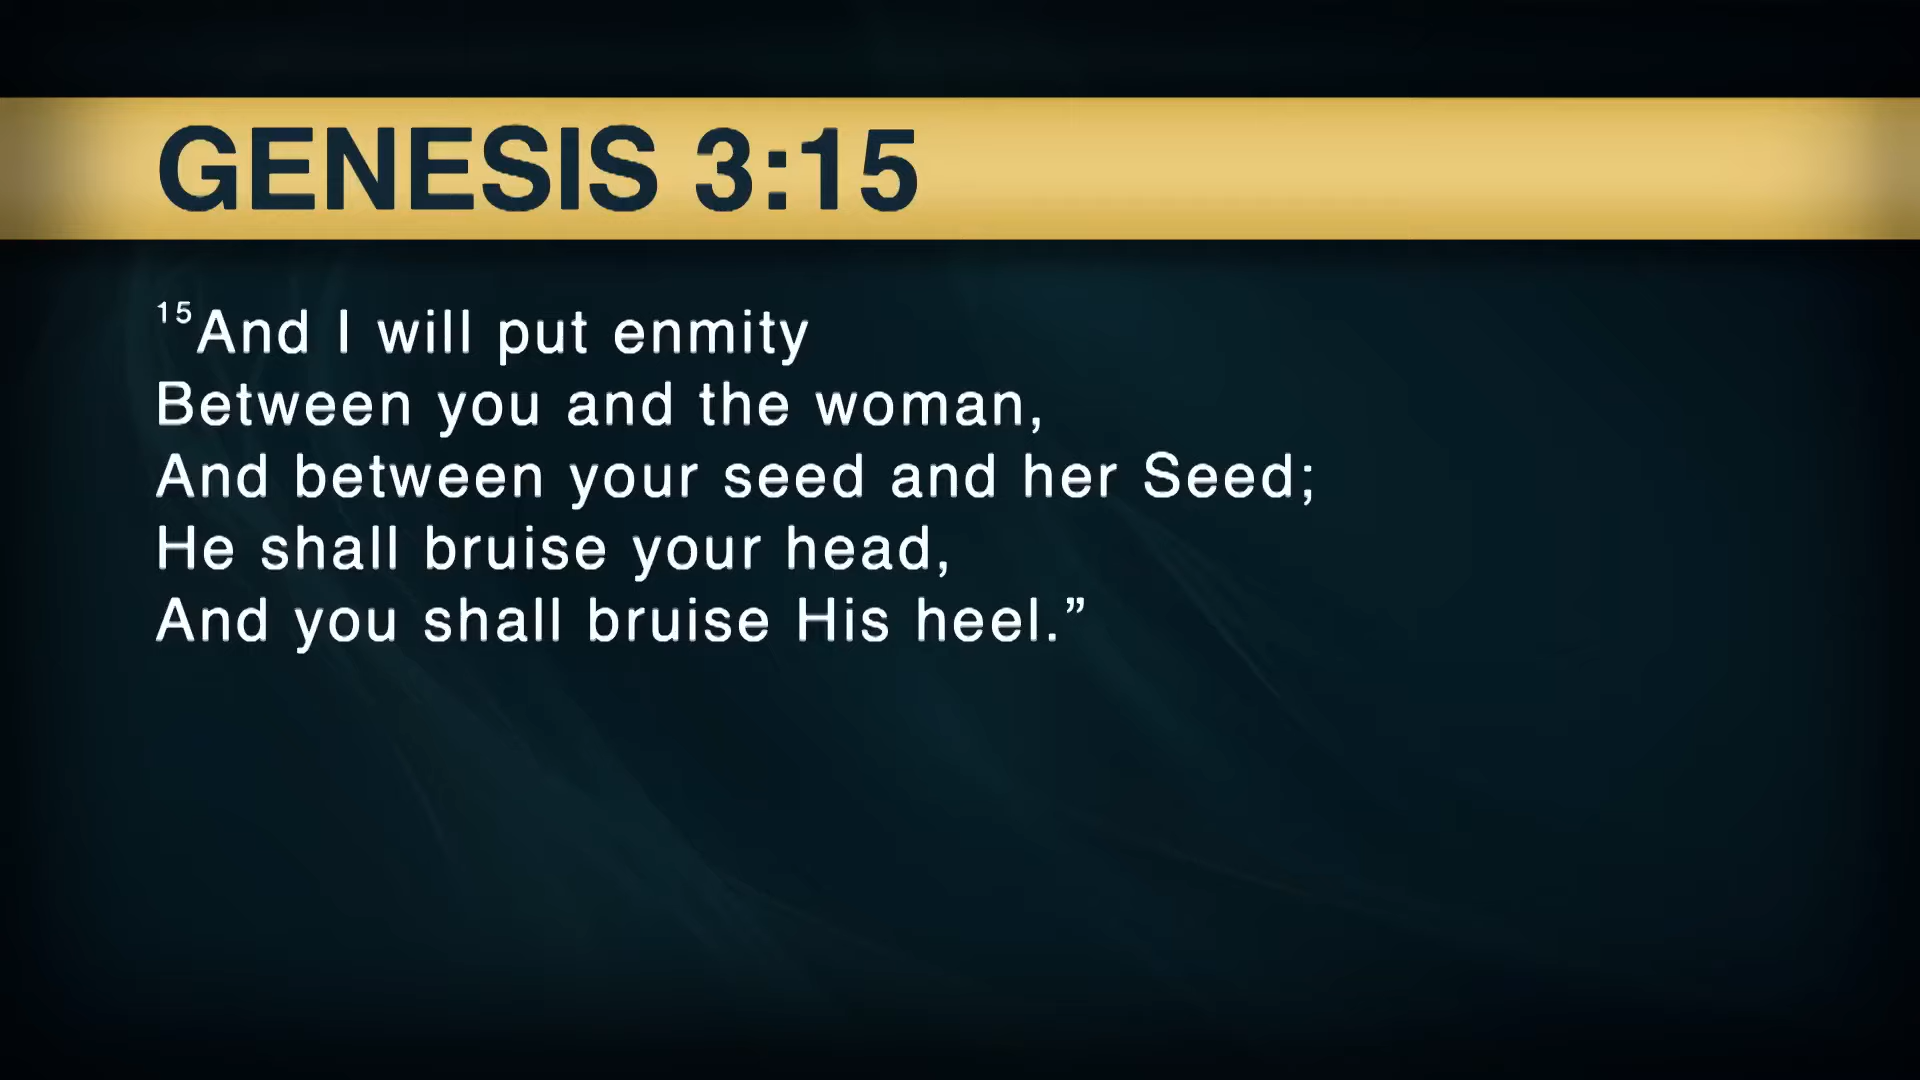 GENESIS 3:15
15And I will put enmity
Between you and the woman,
And between your seed and her Seed;
He shall bruise your head,
And you shall bruise His heel.”